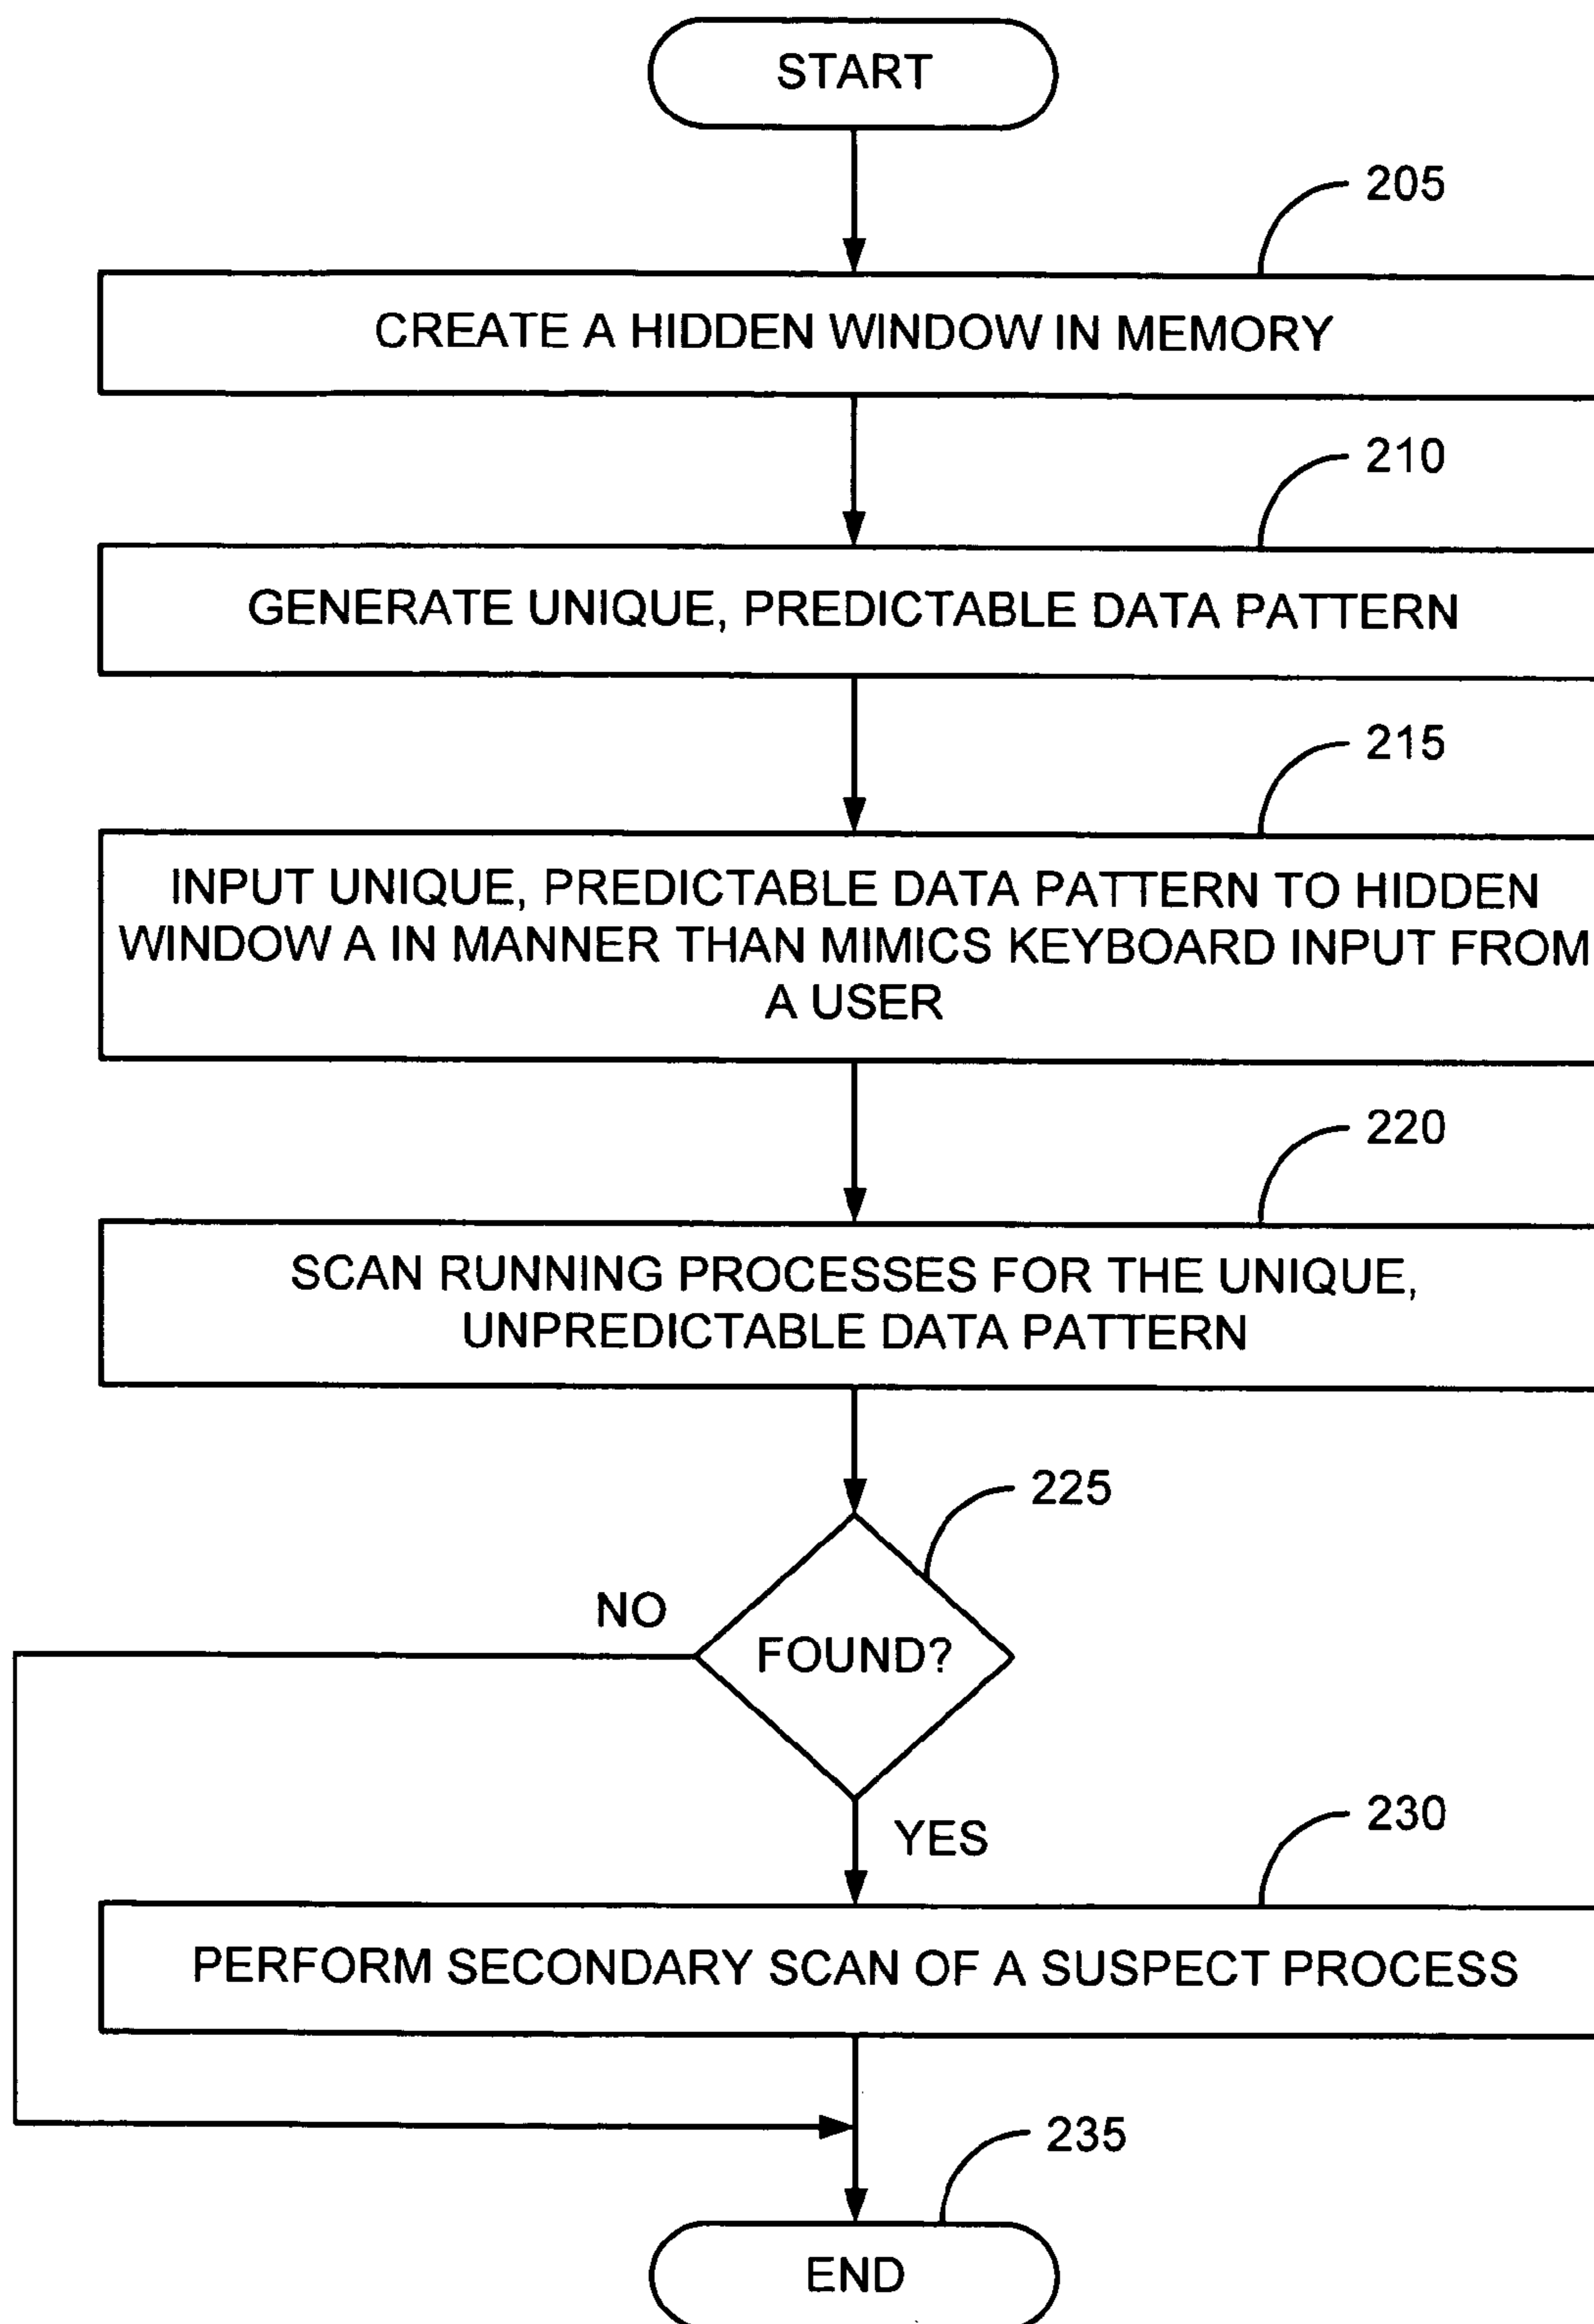 START
205
CREATE A HIDDEN WINDOW IN MEMORY
210
GENERATE UNIQUE, PREDICTABLE DATA PATTERN
215
INPUT UNIQUE, PREDICTABLE DATA PATTERN TO HIDDEN
WINDOW A IN MANNER THAN MIMICS KEYBOARD INPUT FROM
A USER
220
SCAN RUNNING PROCESSES FOR THE UNIQUE,
UNPREDICTABLE DATA PATTERN
225
NO
FOUND?
YES
230
PERFORM SECONDARY SCAN OF A SUSPECT PROCESS
235
END